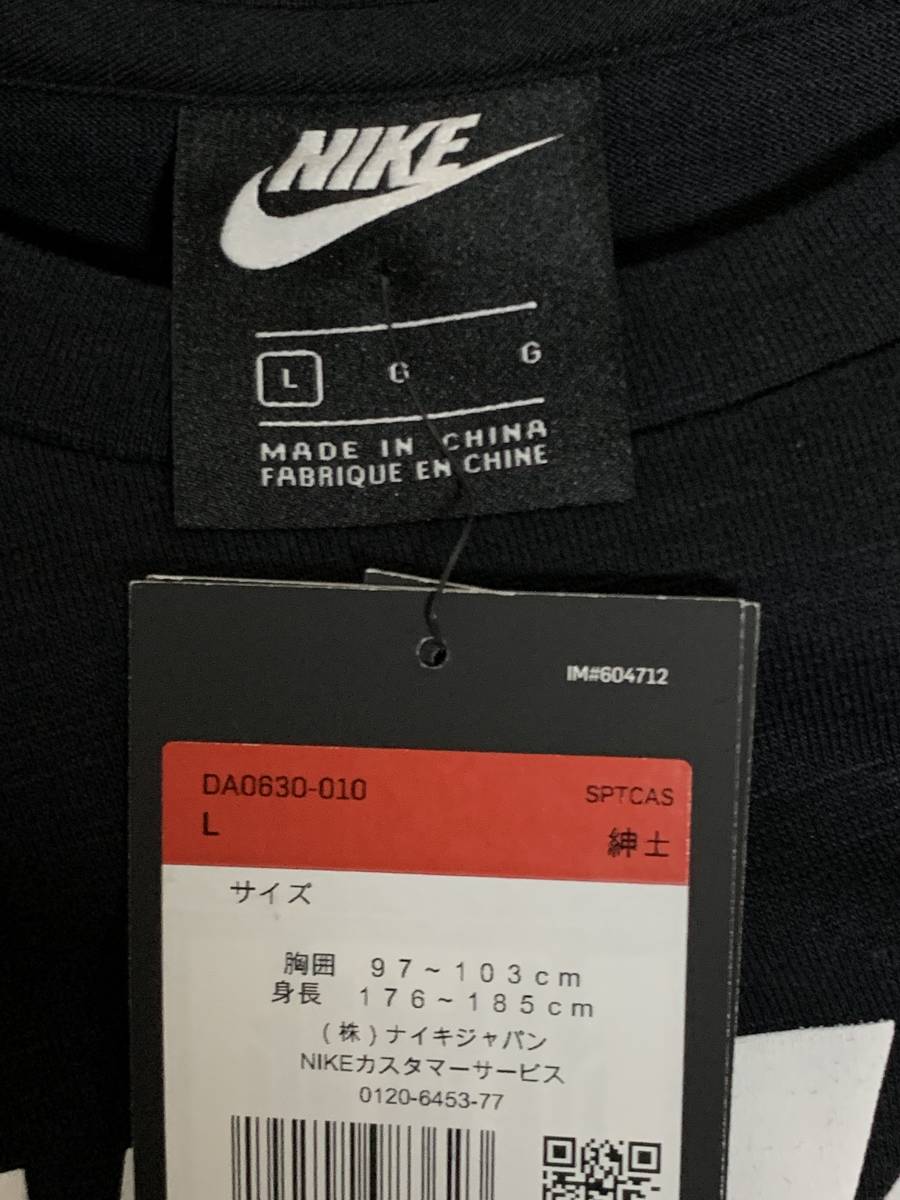 NIKE
L G G
MADE IN CHINA
FABRIQUE EN CHINE
IM#604712
DA0630-010 SPTCAS
L 紳士
サイズ
胸囲 97~103cm
身長 176~185cm
(株)ナイキジャパン
NIKEカスタマーサービス
0120-6453-77